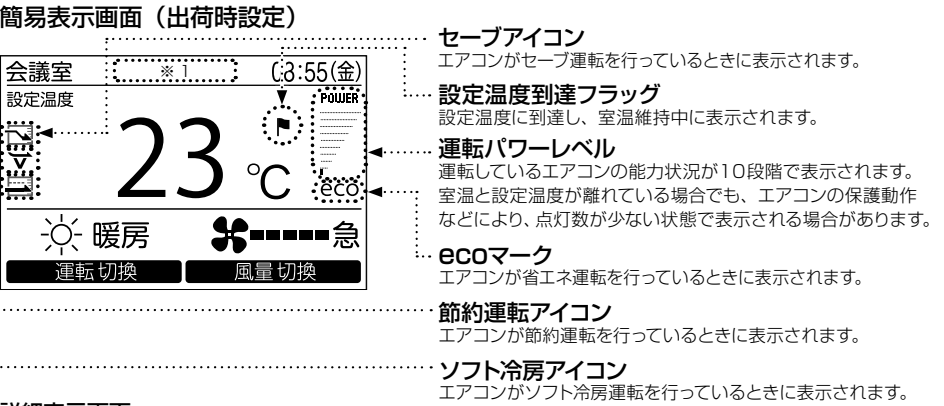 簡易表示画面（出荷時設定）
会議室 ※1 08:55(金)
設定温度
POWER
23℃
eco
暖房 急
運転切換 風量切換
セーブアイコン
エアコンがセーブ運転を行っているときに表示されます。
設定温度到達フラッグ
設定温度に到達し、室温維持中に表示されます。
運転パワーレベル
運転しているエアコンの能力状況が10段階で表示されます。
室温と設定温度が離れている場合でも、エアコンの保護動作
などにより、点灯数が少ない状態で表示される場合があります。
ecoマーク
エアコンが省エネ運転を行っているときに表示されます。
節約運転アイコン
エアコンが節約運転を行っているときに表示されます。
ソフト冷房アイコン
エアコンがソフト冷房運転を行っているときに表示されます。